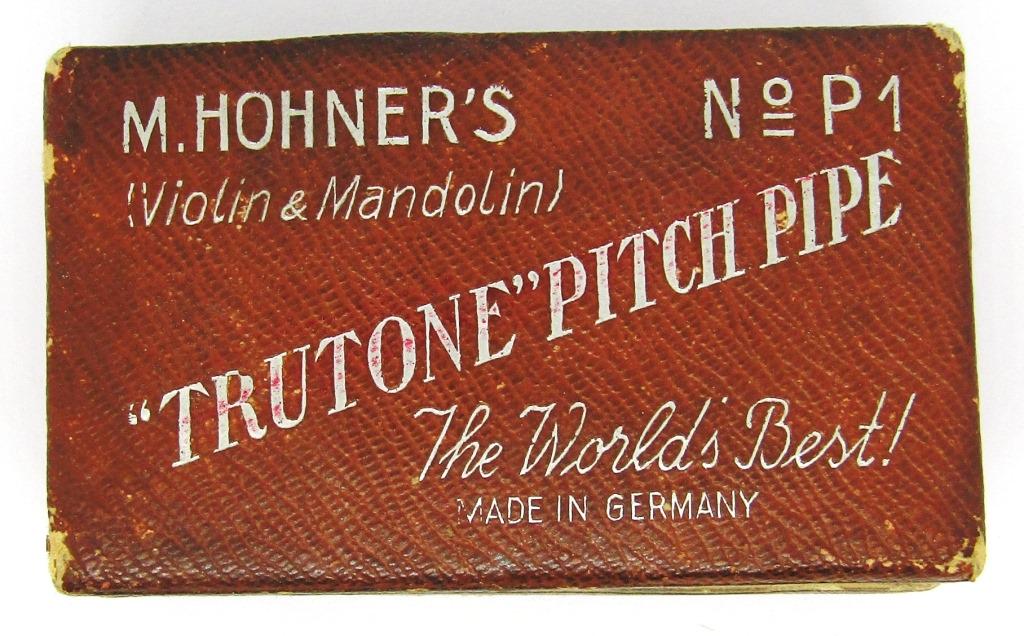 M. HOHNER'S
Nº P1
(Violin & Mandolin)
"TRUTONE" PITCH PIPE
The World's Best!
MADE IN GERMANY